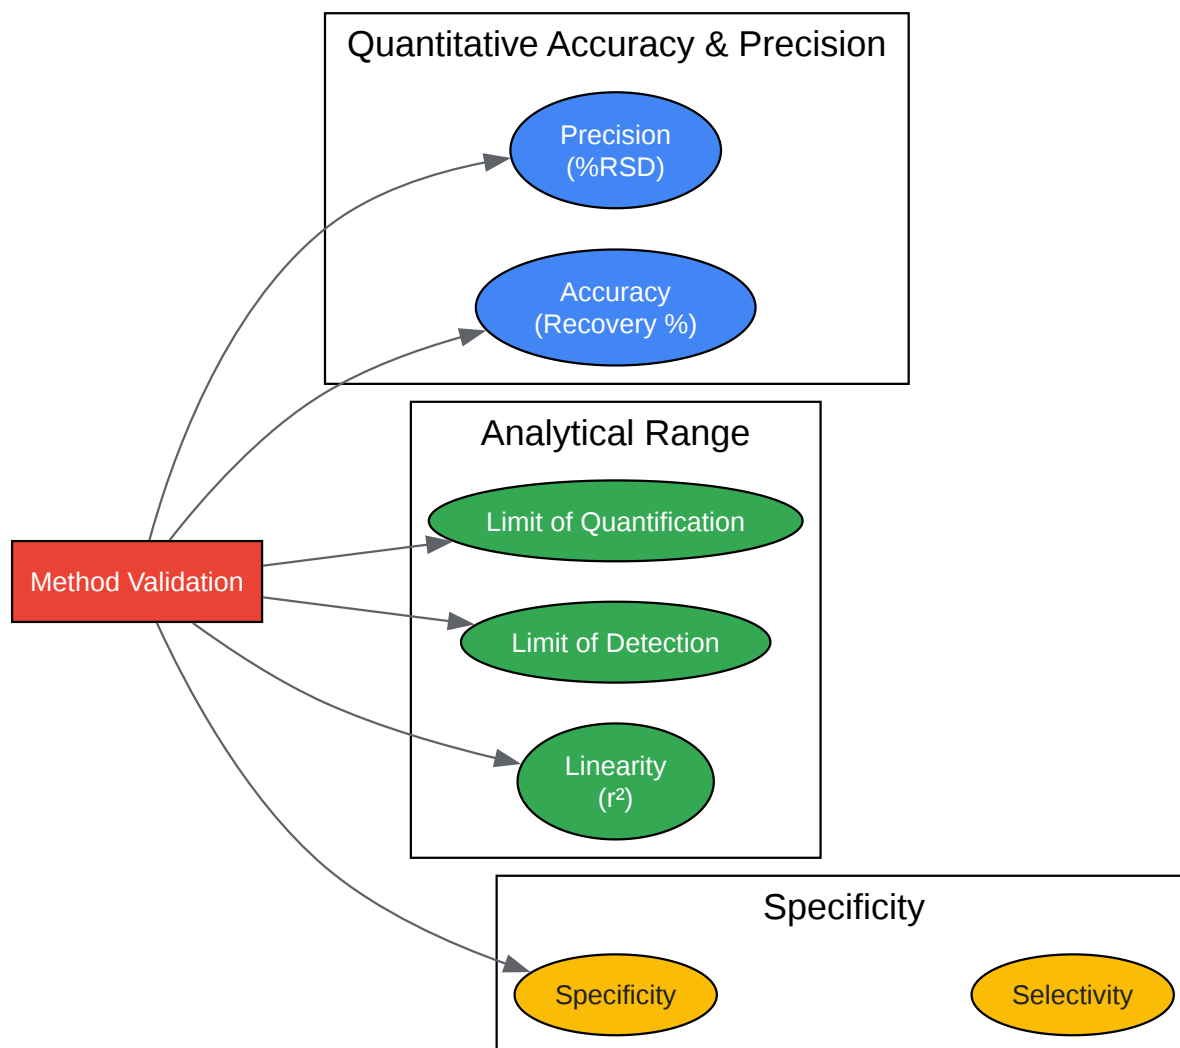 Quantitative Accuracy & Precision
Precision
(%RSD)
Accuracy
(Recovery %)
Analytical Range
Limit of Quantification
Method Validation
Limit of Detection
Linearity
(r²)
Specificity
Specificity
Selectivity